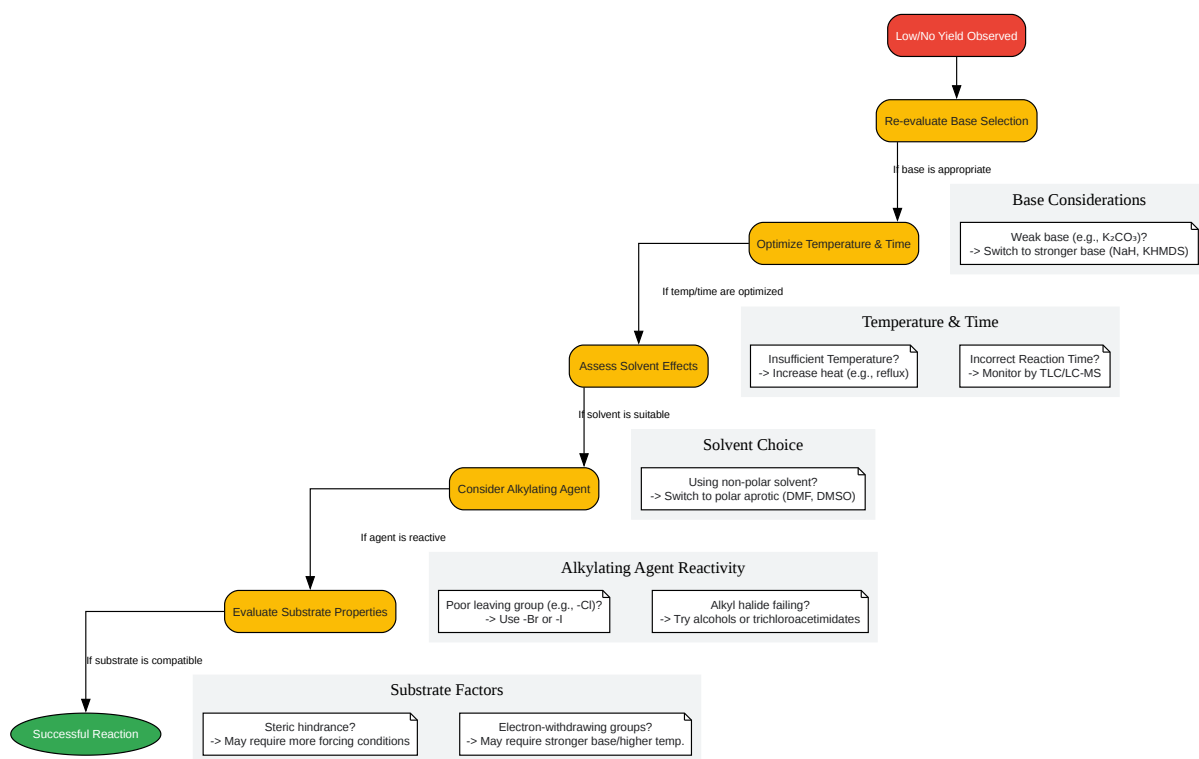 Low/No Yield Observed
Re-evaluate Base Selection
If base is appropriate
Base Considerations
Weak base (e.g., K₂CO₃)?
-> Switch to stronger base (NaH, KHMDS)
Optimize Temperature & Time
If temp/time are optimized
Temperature & Time
Insufficient Temperature?
-> Increase heat (e.g., reflux)
Incorrect Reaction Time?
-> Monitor by TLC/LC-MS
Assess Solvent Effects
If solvent is suitable
Solvent Choice
Using non-polar solvent?
-> Switch to polar aprotic (DMF, DMSO)
Consider Alkylating Agent
If agent is reactive
Alkylating Agent Reactivity
Poor leaving group (e.g., -Cl)?
-> Use -Br or -I
Alkyl halide failing?
-> Try alcohols or trichloroacetimidates
Evaluate Substrate Properties
If substrate is compatible
Substrate Factors
Steric hindrance?
-> May require more forcing conditions
Electron-withdrawing groups?
-> May require stronger base/higher temp.
Successful Reaction